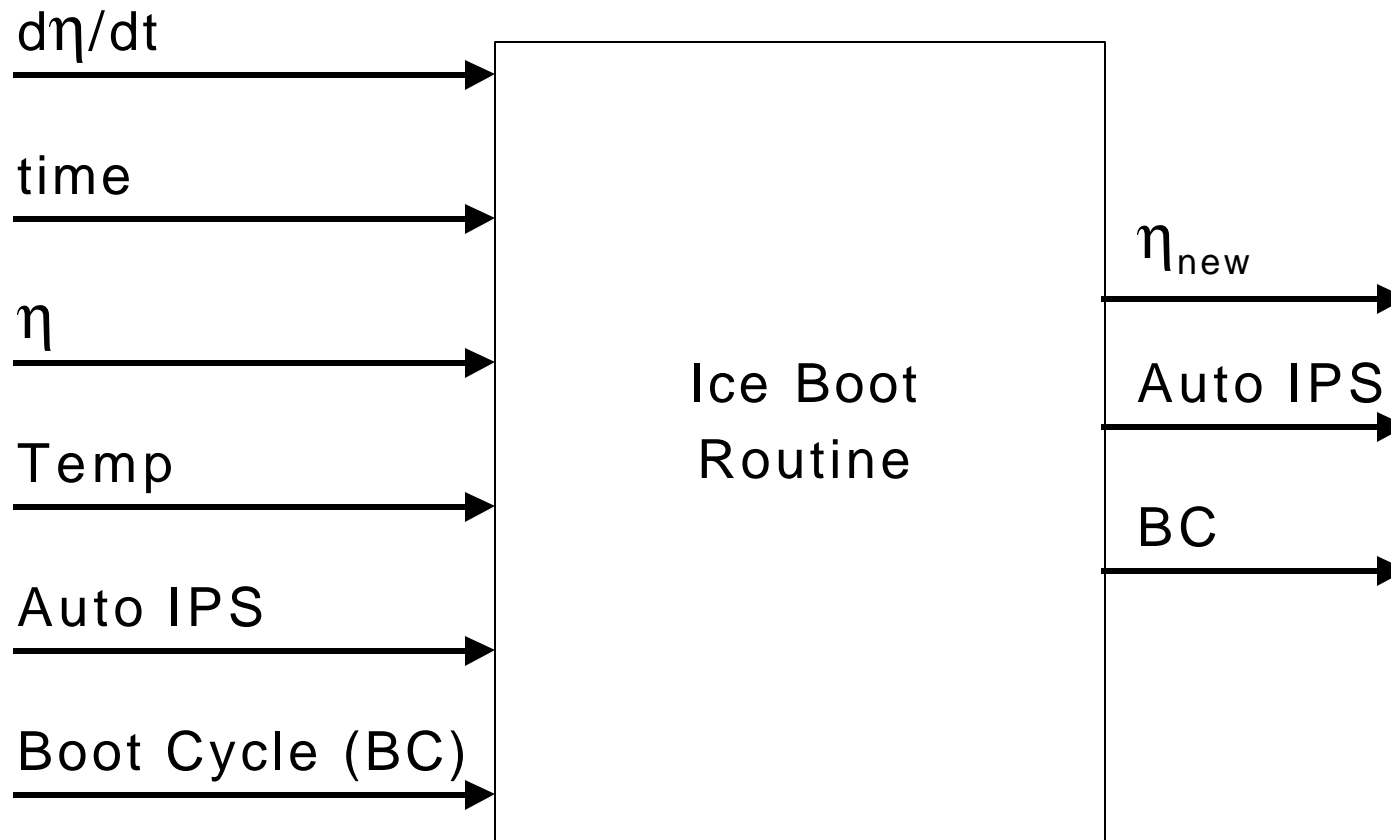 dη/dt
time
η
Temp
Auto IPS
Boot Cycle (BC)
Ice Boot
Routine
ηnew
Auto IPS
BC